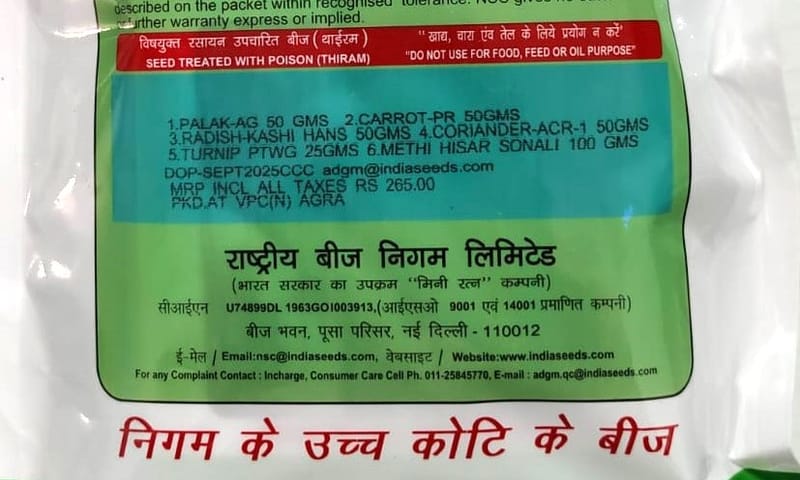 described on the packet within recognised tolerance. NSC gives no
or further warranty express or implied.
विषयुक्त रसायन उपचारित बीज (थाईरम)
SEED TREATED WITH POISON (THIRAM)
"खाद्य, चारा एंव तेल के लिये प्रयोग न करें"
"DO NOT USE FOR FOOD, FEED OR OIL PURPOSE"
1.PALAK-AG 50 GMS 2.CARROT-PR 50GMS
3.RADISH-KASHI HANS 50GMS 4.CORIANDER-ACR-1 50GMS
5.TURNIP PTWG 25GMS 6.METHI HISAR SONALI 100 GMS
DOP-SEPT2025CCC adgm@indiaseeds.com
MRP INCL ALL TAXES RS 265.00
PKD.AT VPC(N) AGRA
राष्ट्रीय बीज निगम लिमिटेड
(भारत सरकार का उपक्रम "मिनी रत्न" कम्पनी)
सीआईएन U74899DL 1963GOI003913,(आईएसओ 9001 एवं 14001 प्रमाणित कम्पनी)
बीज भवन, पूसा परिसर, नई दिल्ली - 110012
ई-मेल / Email:nsc@indiaseeds.com, वेबसाइट / Website:www.indiaseeds.com
For any Complaint Contact : Incharge, Consumer Care Cell Ph. 011-25845770, E-mail : adgm.qc@indiaseeds.com
निगम के उच्च कोटि के बीज